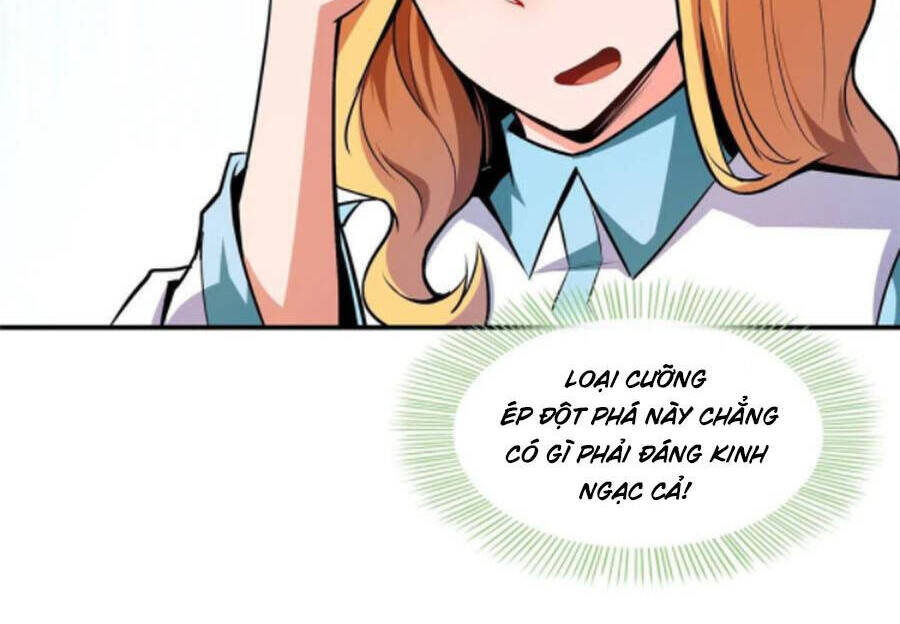 LOẠI CƯỠNG
ÉP ĐỘT PHÁ NÀY CHẲNG
CÓ GÌ PHẢI ĐÁNG KINH
NGẠC CẢ!